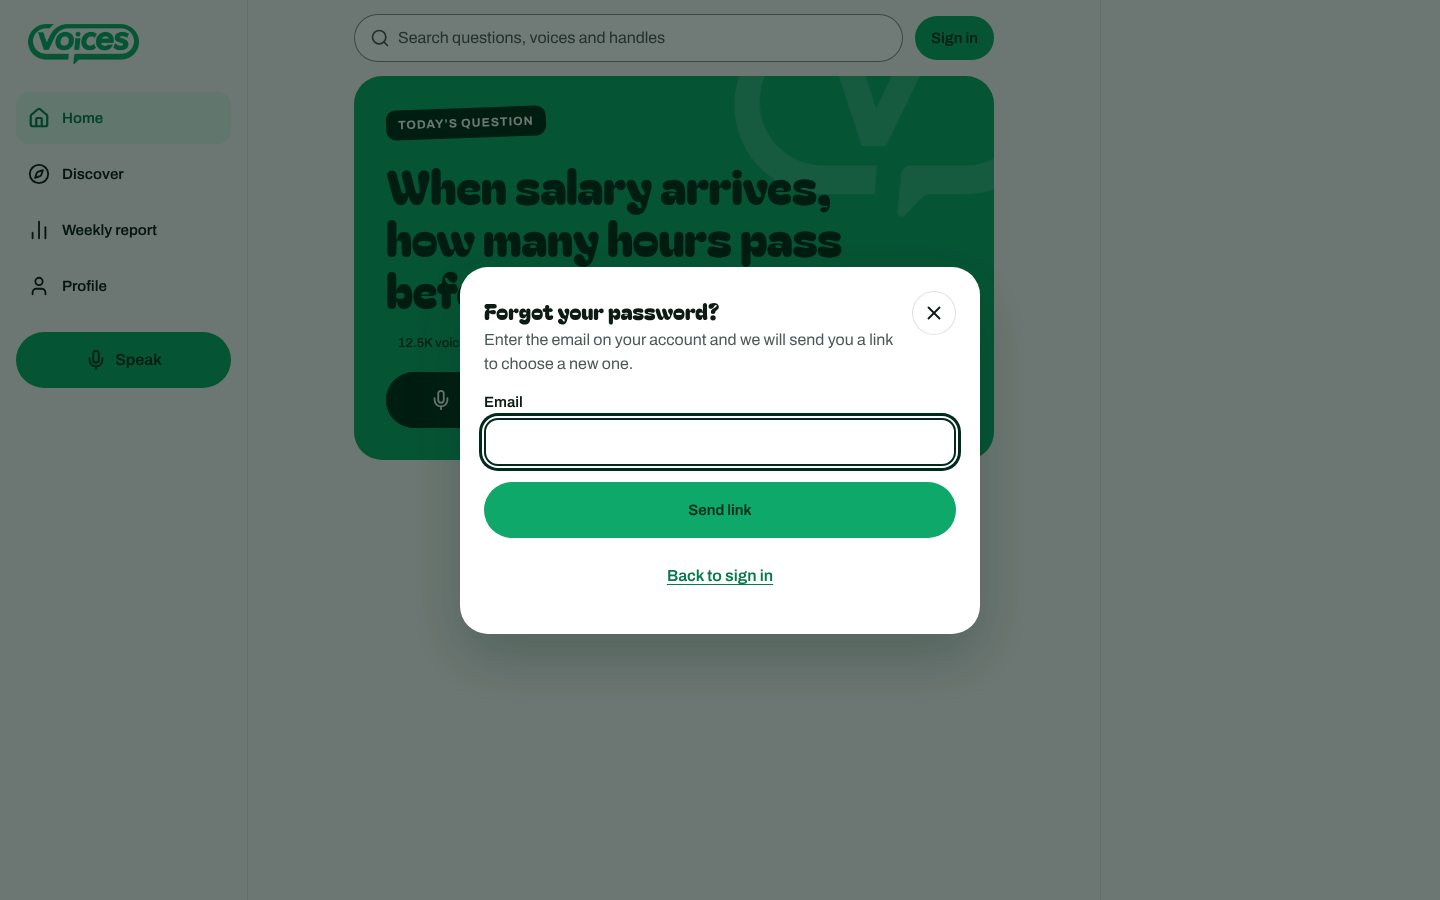 Voices
Home
Discover
Weekly report
Profile
Speak
Search questions, voices and handles
Sign in
TODAY'S QUESTION
When salary arrives,
how many hours pass
12.5K
Forgot your password?
Enter the email on your account and we will send you a link
to choose a new one.
Email
Send link
Back to sign in